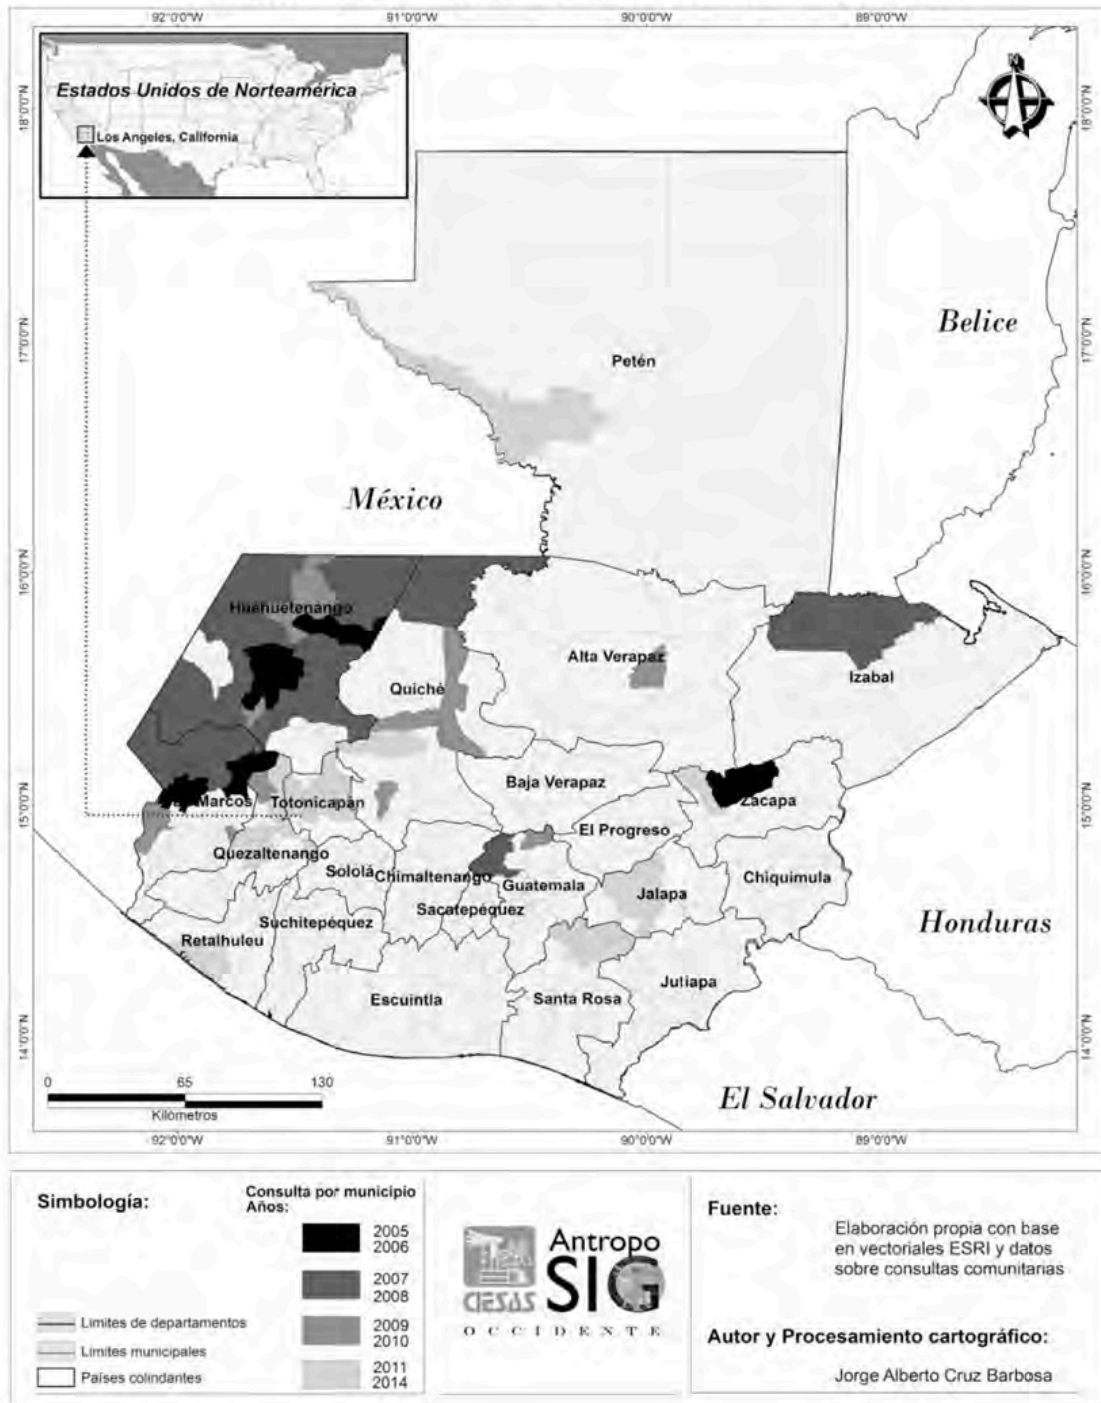 92°0'0"W 91°0'0"W 90°0'0"W 89°0'0"W
Estados Unidos de Norteamérica
Los Angeles, California
N
18°0'0"N 18°0'0"N
Belice
17°0'0"N 17°0'0"N
Petén
México
16°0'0"N 16°0'0"N
Huehuetenango
Alta Verapaz
Izabal
Quiché
Baja Verapaz
Marcos
Totonicapán
Zacapa
15°0'0"N 15°0'0"N
El Progreso
Quezaltenango
Sololá
Chimaltenango
Guatemala
Jalapa
Chiquimula
Sacatepéquez
Suchitepéquez
Retalhuleu
Honduras
Jutiapa
Escuintla
Santa Rosa
14°0'0"N 14°0'0"N
0 65 130
Kilómetros
El Salvador
92°0'0"W 91°0'0"W 90°0'0"W 89°0'0"W
Simbología:
Limites de departamentos
Limites municipales
Países colindantes
Consulta por municipio
Años:
2005
2006
2007
2008
2009
2010
2011
2014
CIESAS
Antropo
SIG
OCCIDENTE
Fuente:
Elaboración propia con base
en vectoriales ESRI y datos
sobre consultas comunitarias
Autor y Procesamiento cartográfico:
Jorge Alberto Cruz Barbosa